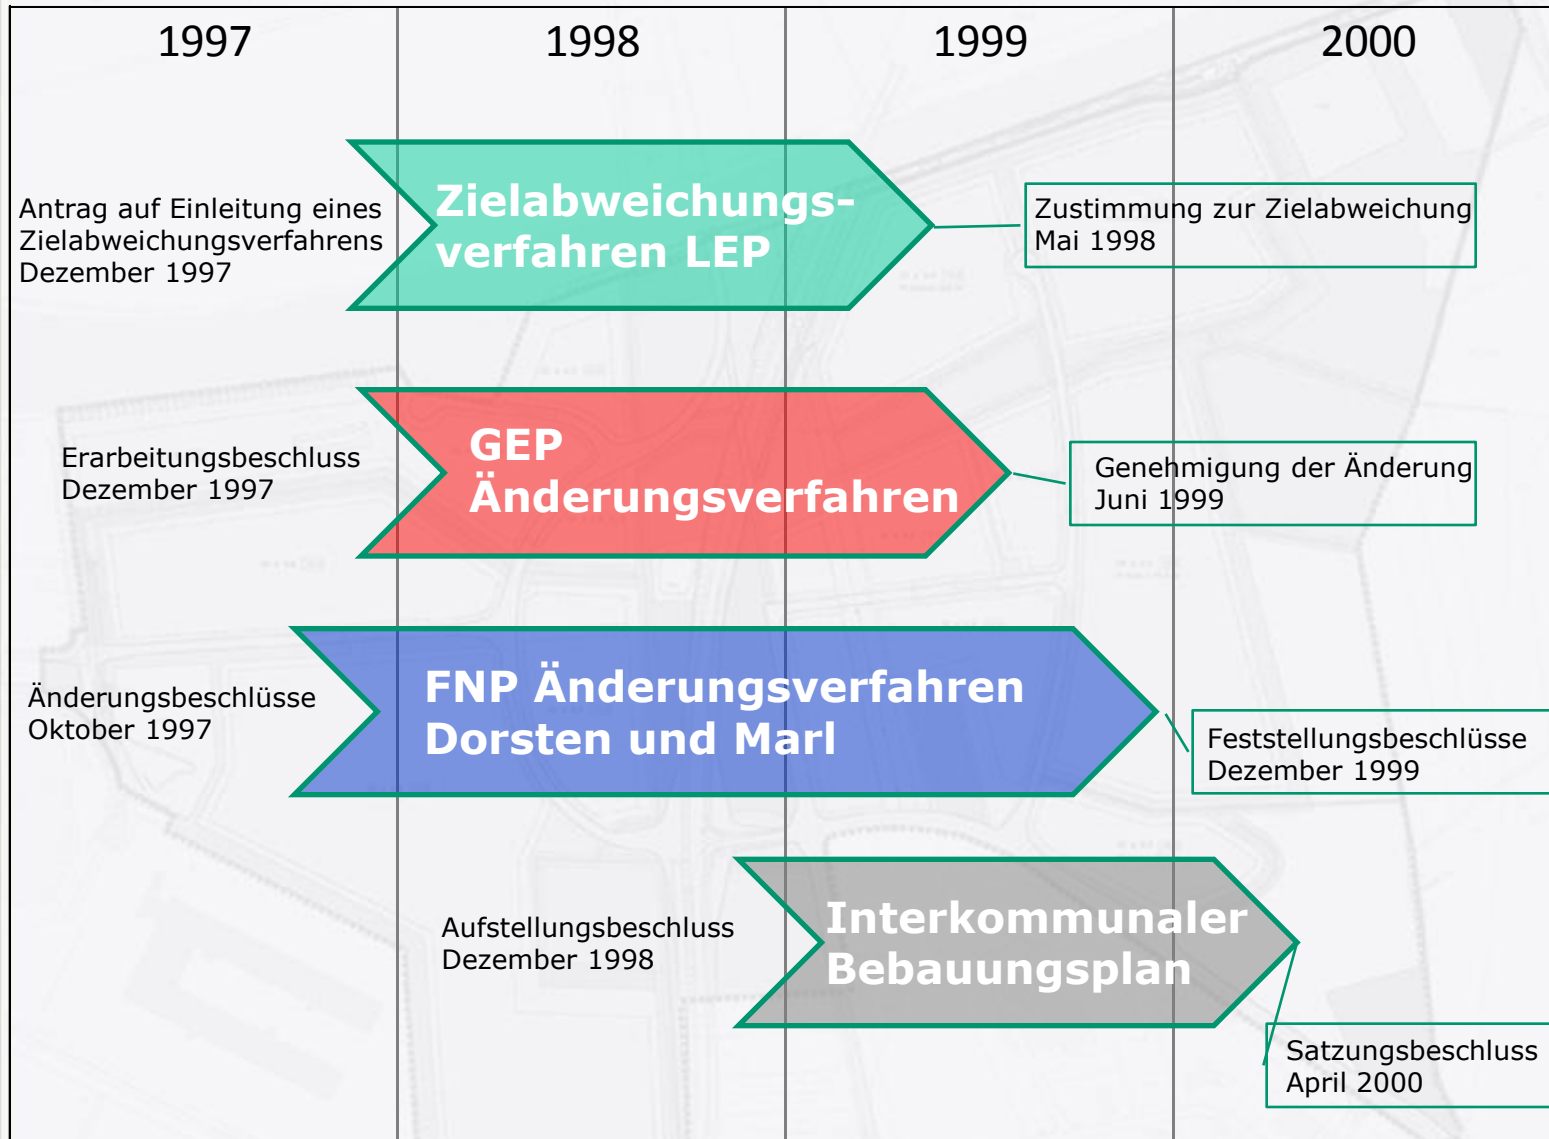 1997
1998
1999
2000
Antrag auf Einleitung eines
Zielabweichungsverfahrens
Dezember 1997
Zielabweichungs-
verfahren LEP
Zustimmung zur Zielabweichung
Mai 1998
Erarbeitungsbeschluss
Dezember 1997
GEP
Änderungsverfahren
Genehmigung der Änderung
Juni 1999
Änderungsbeschlüsse
Oktober 1997
FNP Änderungsverfahren
Dorsten und Marl
Feststellungsbeschlüsse
Dezember 1999
Aufstellungsbeschluss
Dezember 1998
Interkommunaler
Bebauungsplan
Satzungsbeschluss
April 2000